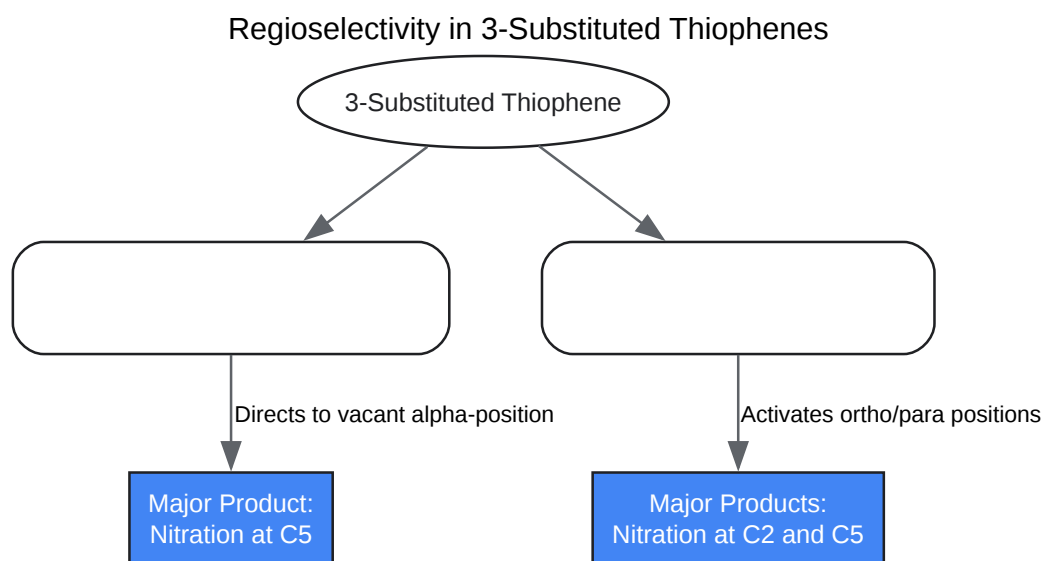 Regioselectivity in 3-Substituted Thiophenes
3-Substituted Thiophene
Directs to vacant alpha-position
Activates ortho/para positions
Major Product:
Nitration at C5
Major Products:
Nitration at C2 and C5